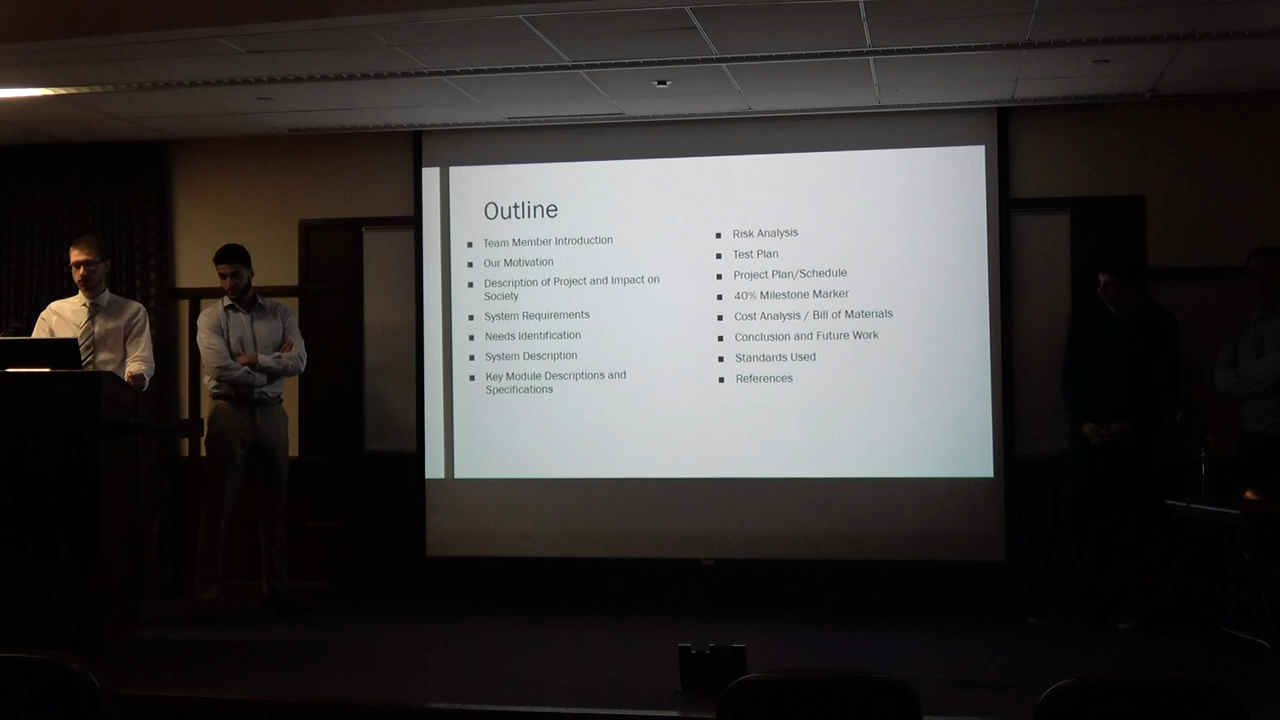 Outline
Team Member Introduction
Our Motivation
Description of Project and Impact on
Society
System Requirements
Needs Identification
System Description
Key Module Descriptions and
Specifications
Risk Analysis
Test Plan
Project Plan/Schedule
40% Milestone Marker
Cost Analysis / Bill of Materials
Conclusion and Future Work
Standards Used
References